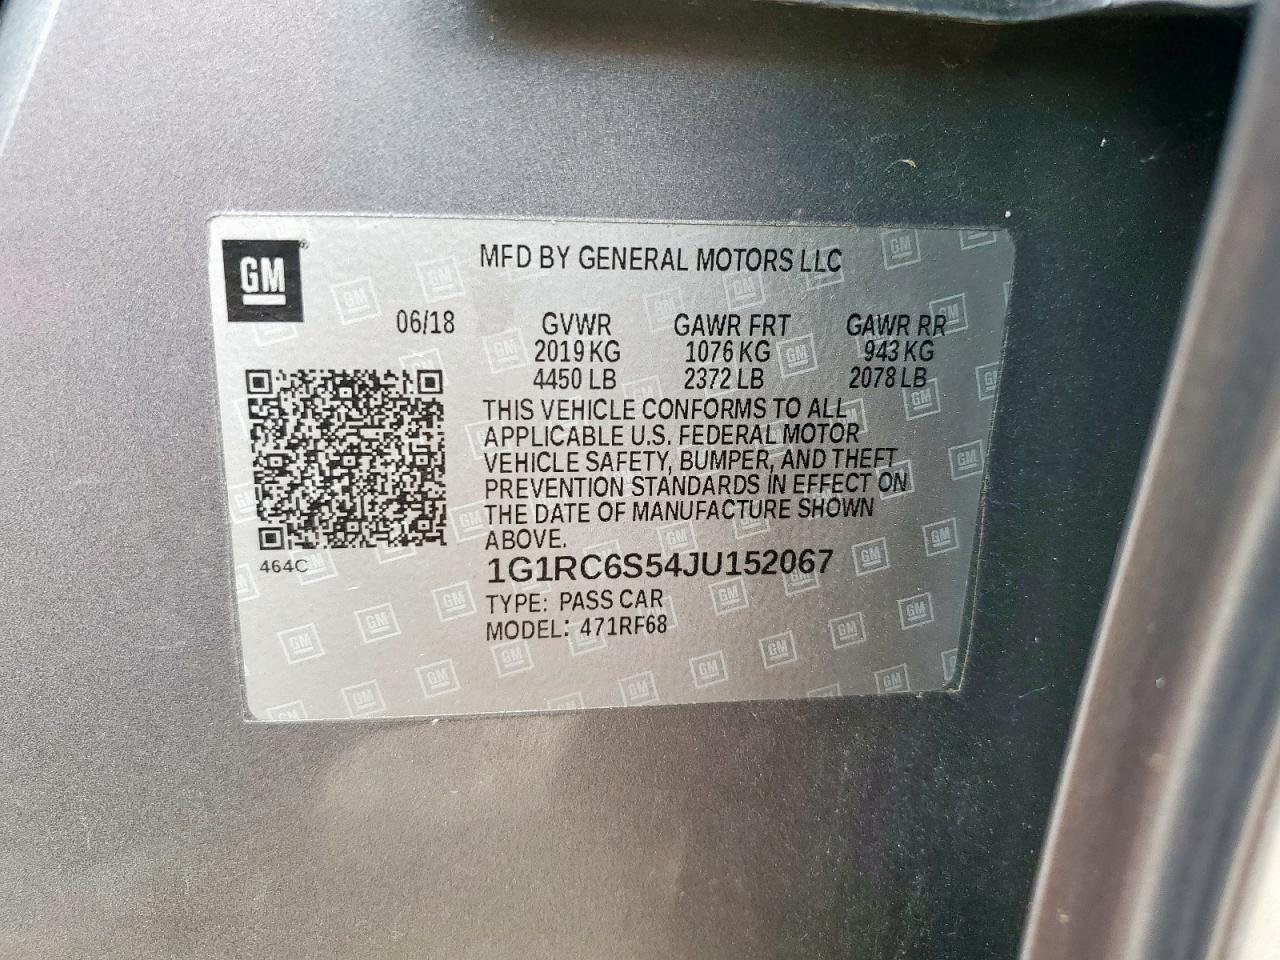 GM
MFD BY GENERAL MOTORS LLC
06/18
GVWR GAWR FRT GAWR RR
2019 KG 1076 KG 943 KG
4450 LB 2372 LB 2078 LB
THIS VEHICLE CONFORMS TO ALL
APPLICABLE U.S. FEDERAL MOTOR
VEHICLE SAFETY, BUMPER, AND THEFT
PREVENTION STANDARDS IN EFFECT ON
THE DATE OF MANUFACTURE SHOWN
ABOVE.
464C
1G1RC6S54JU152067
TYPE: PASS CAR
MODEL: 471RF68